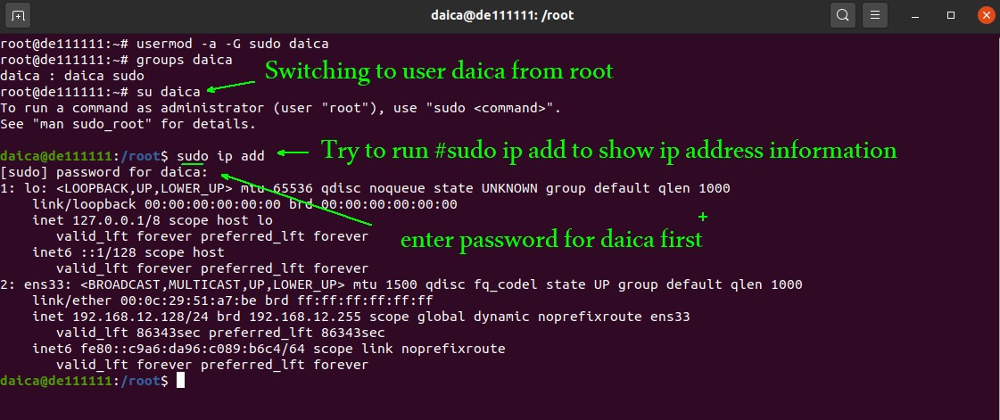 daica@de111111: /root
root@de111111:~# usermod -a -G sudo daica
root@de111111:~# groups daica
daica : daica sudo
Switching to user daica from root
root@de111111:~# su daica
To run a command as administrator (user "root"), use "sudo <command>".
See "man sudo_root" for details.
daica@de111111:/root$ sudo ip add
Try to run #sudo ip add to show ip address information
[sudo] password for daica:
1: lo: <LOOPBACK,UP,LOWER_UP> mtu 65536 qdisc noqueue state UNKNOWN group default qlen 1000
link/loopback 00:00:00:00:00:00 brd 00:00:00:00:00:00
inet 127.0.0.1/8 scope host lo
valid_lft forever preferred_lft forever
enter password for daica first
inet6 ::1/128 scope host
valid_lft forever preferred_lft forever
2: ens33: <BROADCAST,MULTICAST,UP,LOWER_UP> mtu 1500 qdisc fq_codel state UP group default qlen 1000
link/ether 00:0c:29:51:a7:be brd ff:ff:ff:ff:ff:ff
inet 192.168.12.128/24 brd 192.168.12.255 scope global dynamic noprefixroute ens33
valid_lft 86343sec preferred_lft 86343sec
inet6 fe80::c9a6:da96:c089:b6c4/64 scope link noprefixroute
valid_lft forever preferred_lft forever
daica@de111111:/root$